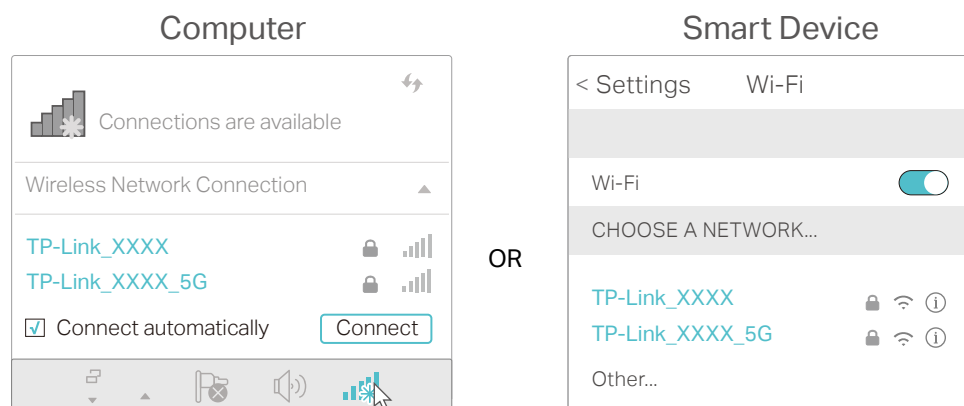 Computer
Connections are available
Wireless Network Connection
TP-Link_XXXX
TP-Link_XXXX_5G
Connect automatically Connect
OR
Smart Device
< Settings Wi-Fi
Wi-Fi
CHOOSE A NETWORK...
TP-Link_XXXX
TP-Link_XXXX_5G
Other...